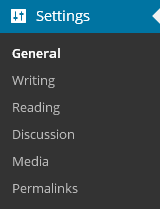 Settings
General
Writing
Reading
Discussion
Media
Permalinks